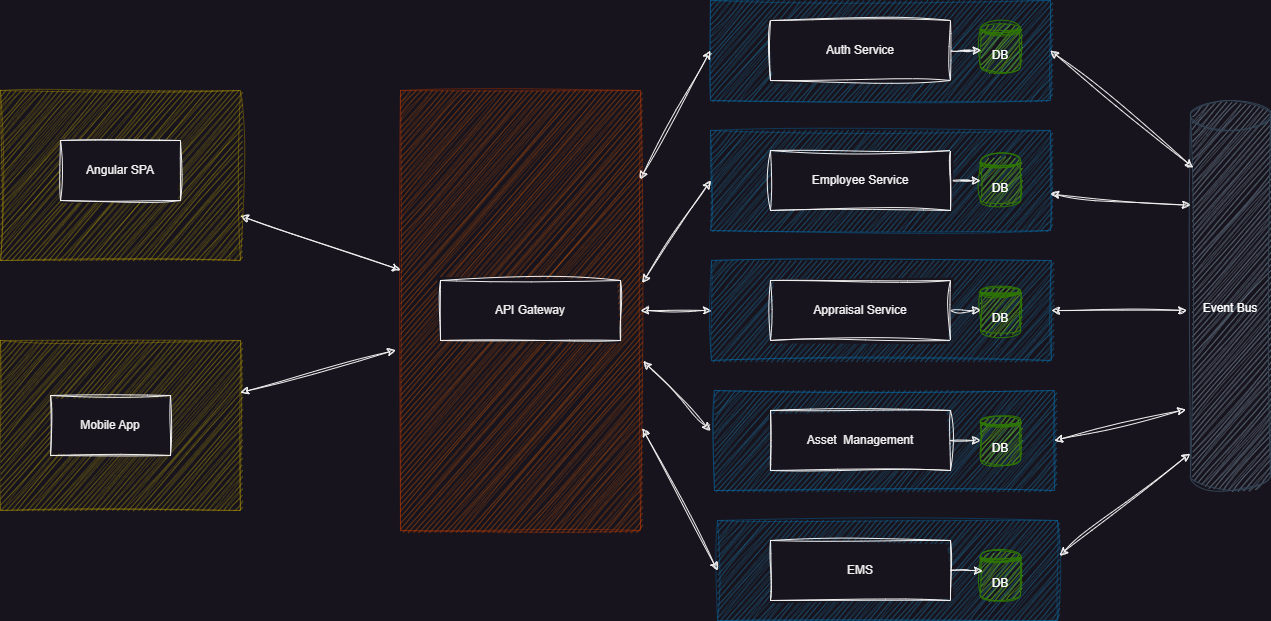 Angular SPA
Mobile App
API Gateway
Auth Service
DB
Employee Service
DB
Appraisal Service
DB
Asset  Management
DB
EMS
DB
Event Bus